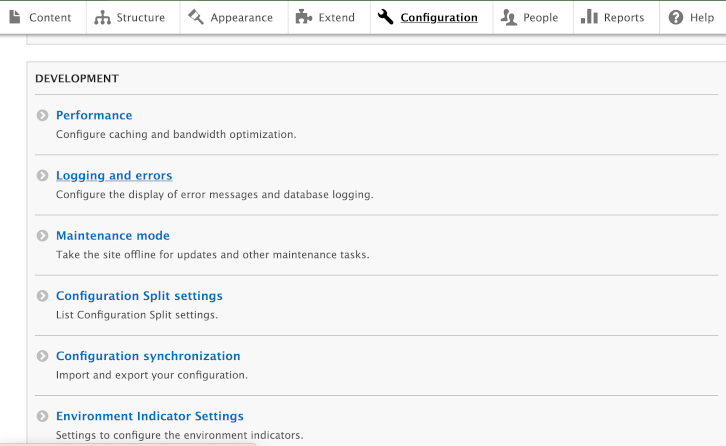 Content Structure Appearance Extend Configuration People Reports Help
DEVELOPMENT
Performance
Configure caching and bandwidth optimization.
Logging and errors
Configure the display of error messages and database logging.
Maintenance mode
Take the site offline for updates and other maintenance tasks.
Configuration Split settings
List Configuration Split settings.
Configuration synchronization
Import and export your configuration.
Environment Indicator Settings
Settings to configure the environment indicators.